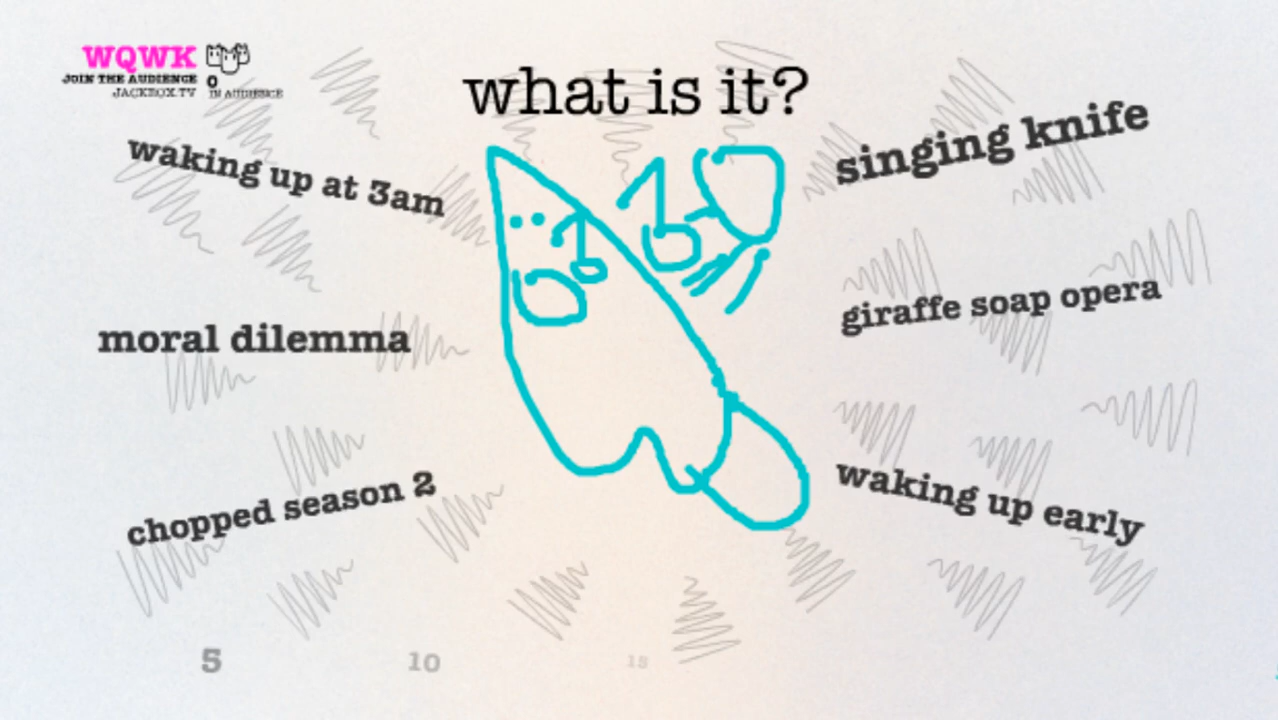 WQWK
JOIN THE AUDIENCE
JACKBOX.TV
0
IN AUDIENCE
what is it?
waking up at 3am
singing knife
moral dilemma
giraffe soap opera
chopped season 2
waking up early
5
10
15